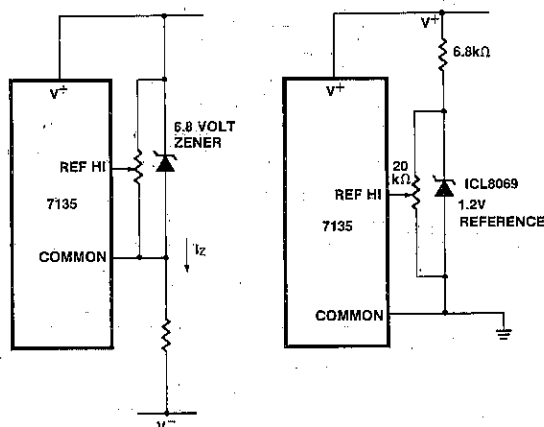 V+
6.8 VOLT
ZENER
REF HI
7135
COMMON
IZ
V−
V+
6.8kΩ
V+
20
kΩ
REF HI
ICL8069
1.2V
REFERENCE
7135
COMMON